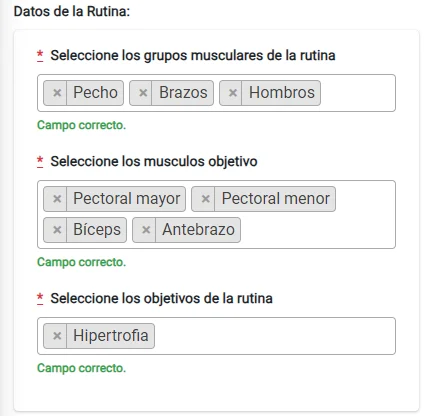 Datos de la Rutina:
* Seleccione los grupos musculares de la rutina
× Pecho × Brazos × Hombros
Campo correcto.
* Seleccione los musculos objetivo
× Pectoral mayor × Pectoral menor
× Bíceps × Antebrazo
Campo correcto.
* Seleccione los objetivos de la rutina
× Hipertrofia
Campo correcto.